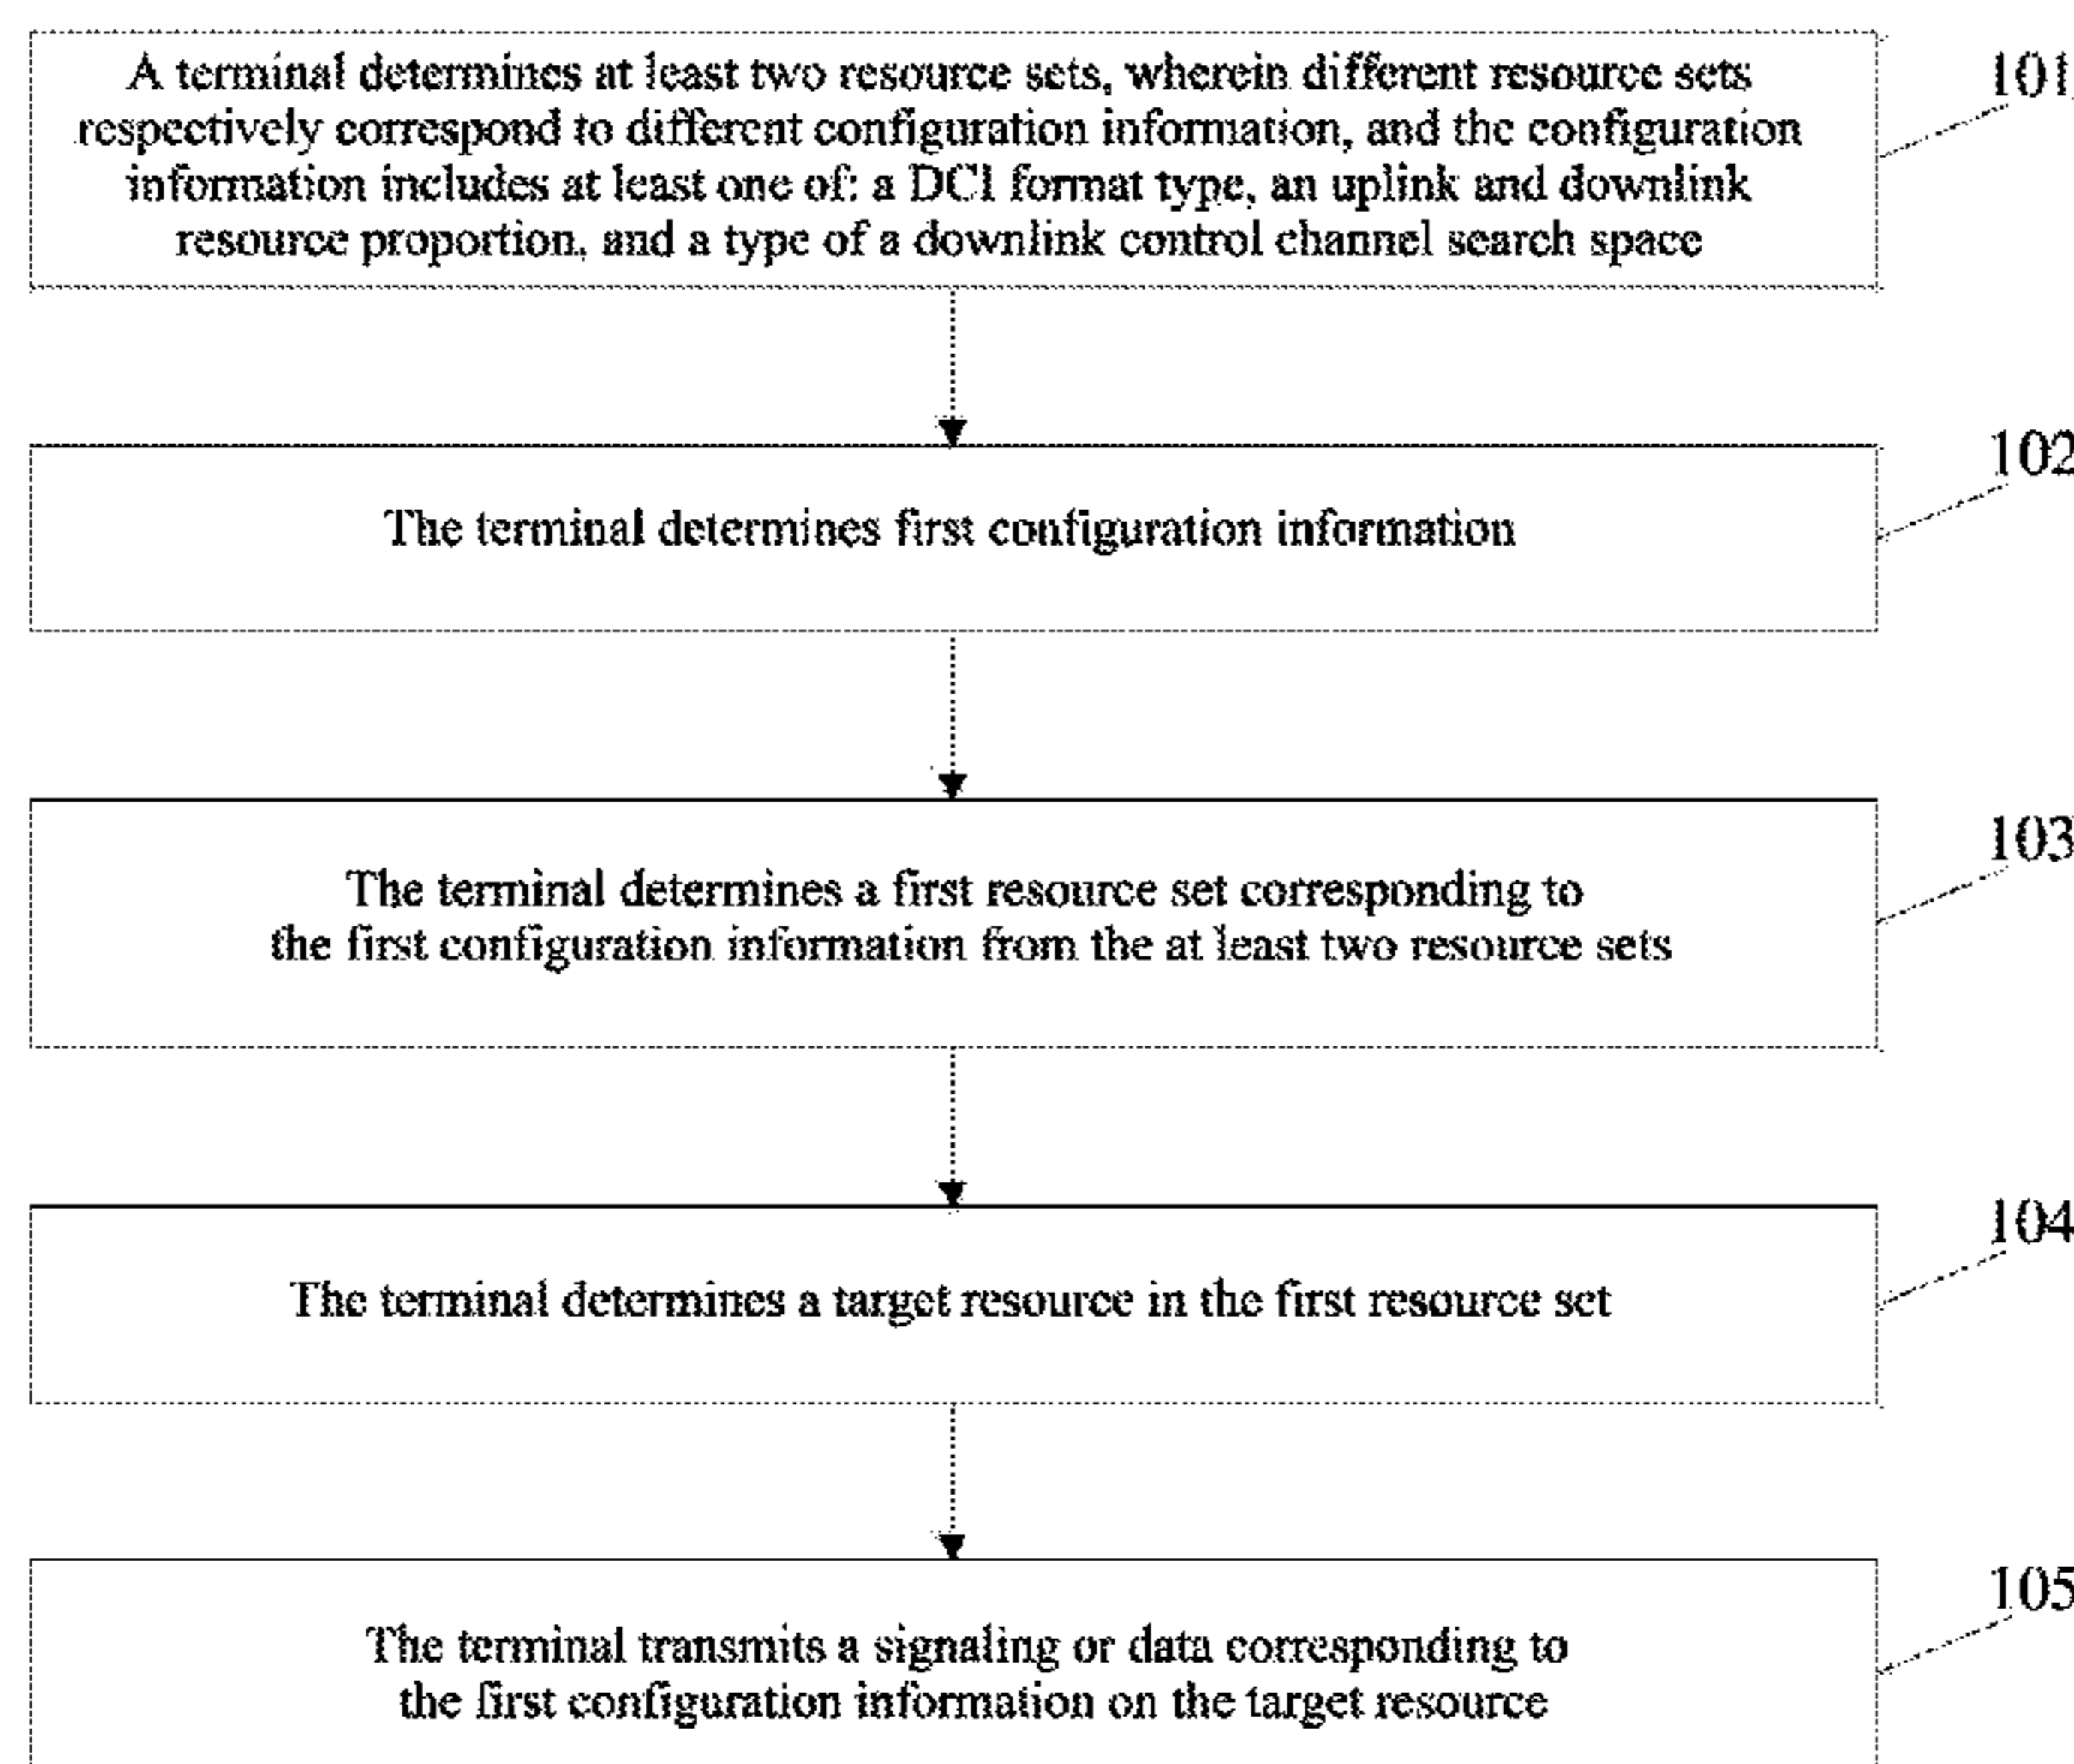 A terminal determines at least two resource sets, wherein different resource sets
respectively correspond to different configuration information, and the configuration
information includes at least one of: a DCI format type, an uplink and downlink
resource proportion, and a type of a downlink control channel search space
101
The terminal determines first configuration information
102
The terminal determines a first resource set corresponding to
the first configuration information from the at least two resource sets
103
The terminal determines a target resource in the first resource set
104
The terminal transmits a signaling or data corresponding to
the first configuration information on the target resource
105